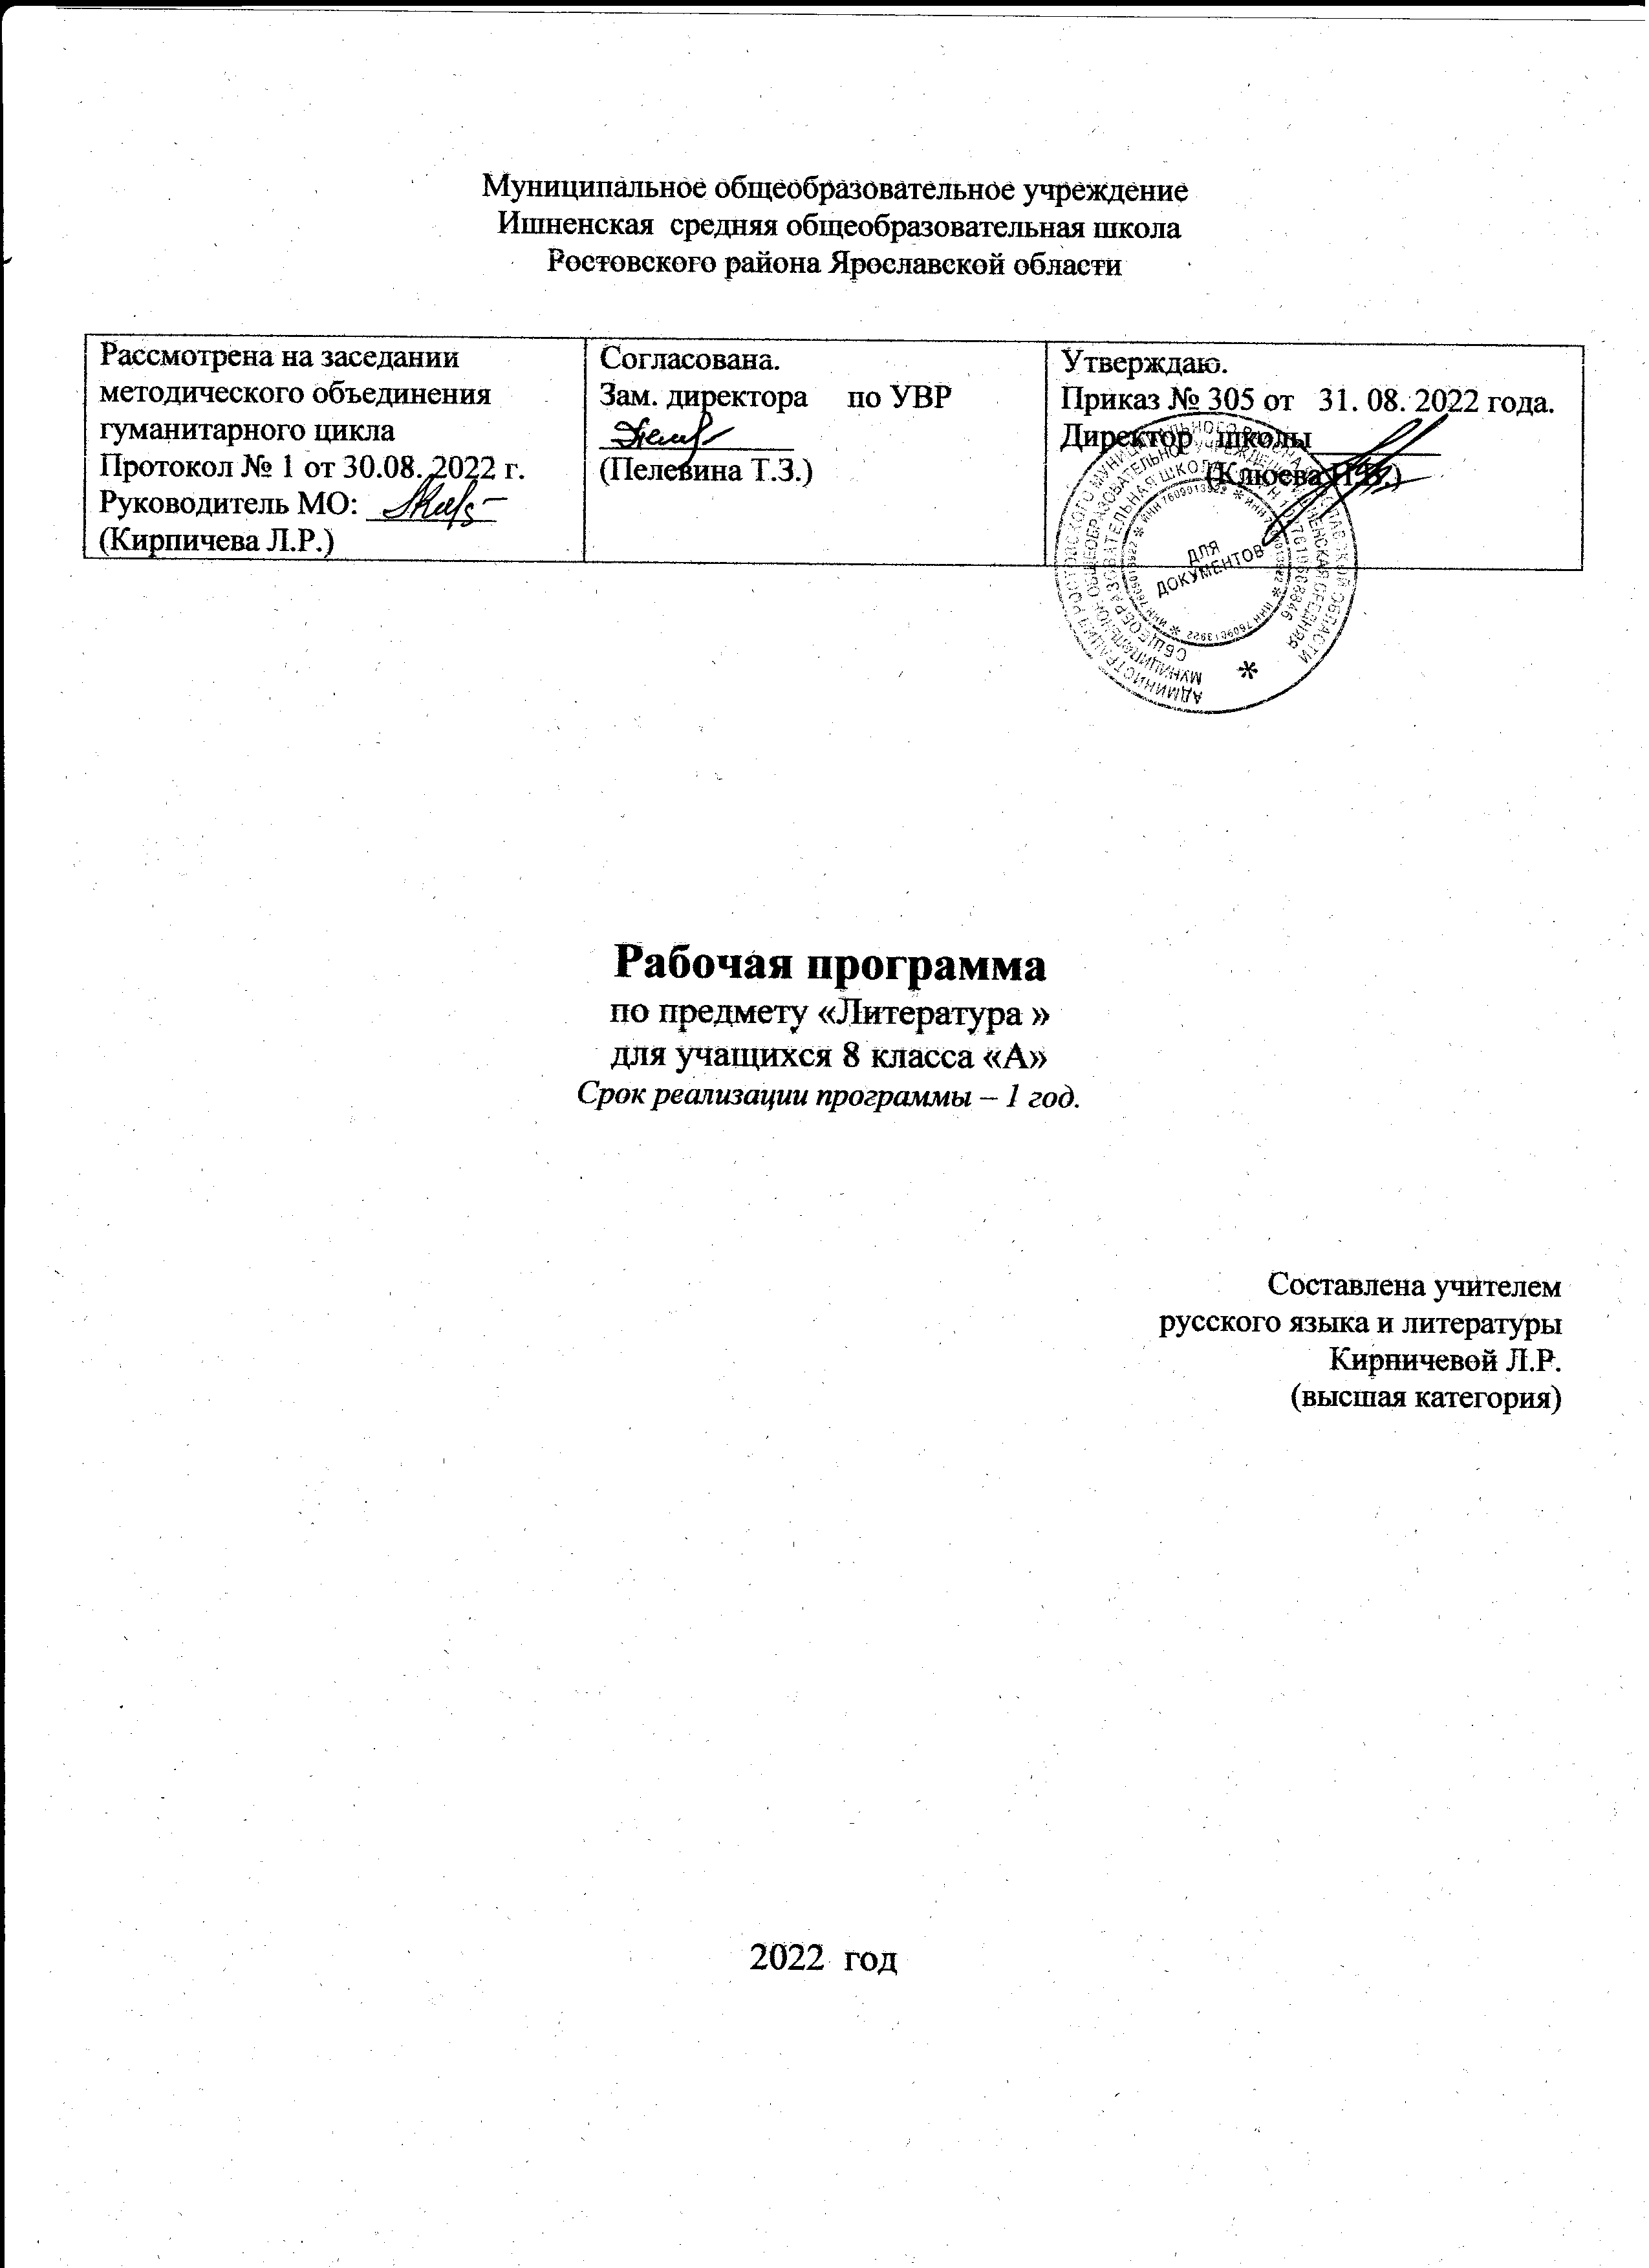 Муниципальное общеобразовательное учреждение
Ишненская средняя общеобразовательная школа
Ростовского района Ярославской области
Рассмотрена на заседании
методического объединения
гуманитарного цикла
Протокол № 1 от 30.08. 2022 г.
Руководитель МО:
(Кирпичева Л.Р.)
Согласована.
Зам. директора по УВР
(Пелевина Т.З.)
Утверждаю.
Приказ № 305 от 31. 08. 2022 года.
Директор школы
(Клюева
ДЛЯ
ДОКУМЕНТОВ
Рабочая программа
по предмету «Литература »
для учащихся 8 класса «А»
Срок реализации программы – 1 год.
Составлена учителем
русского языка и литературы
Кирпичевой Л.Р.
(высшая категория)
2022 год